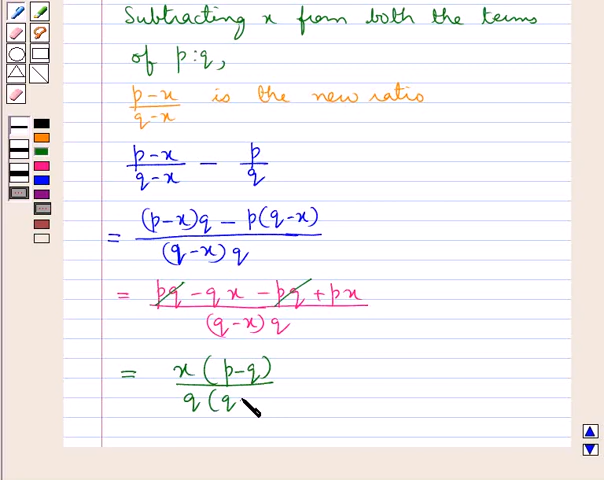 Subtracting x from both the terms
of p:q,
p-x / q-x is the new ratio
p-x / q-x - p / q
= (p-x)q - p(q-x) / (q-x)q
= pq - qx - pq + px / (q-x)q
= x(p-q) / q(q